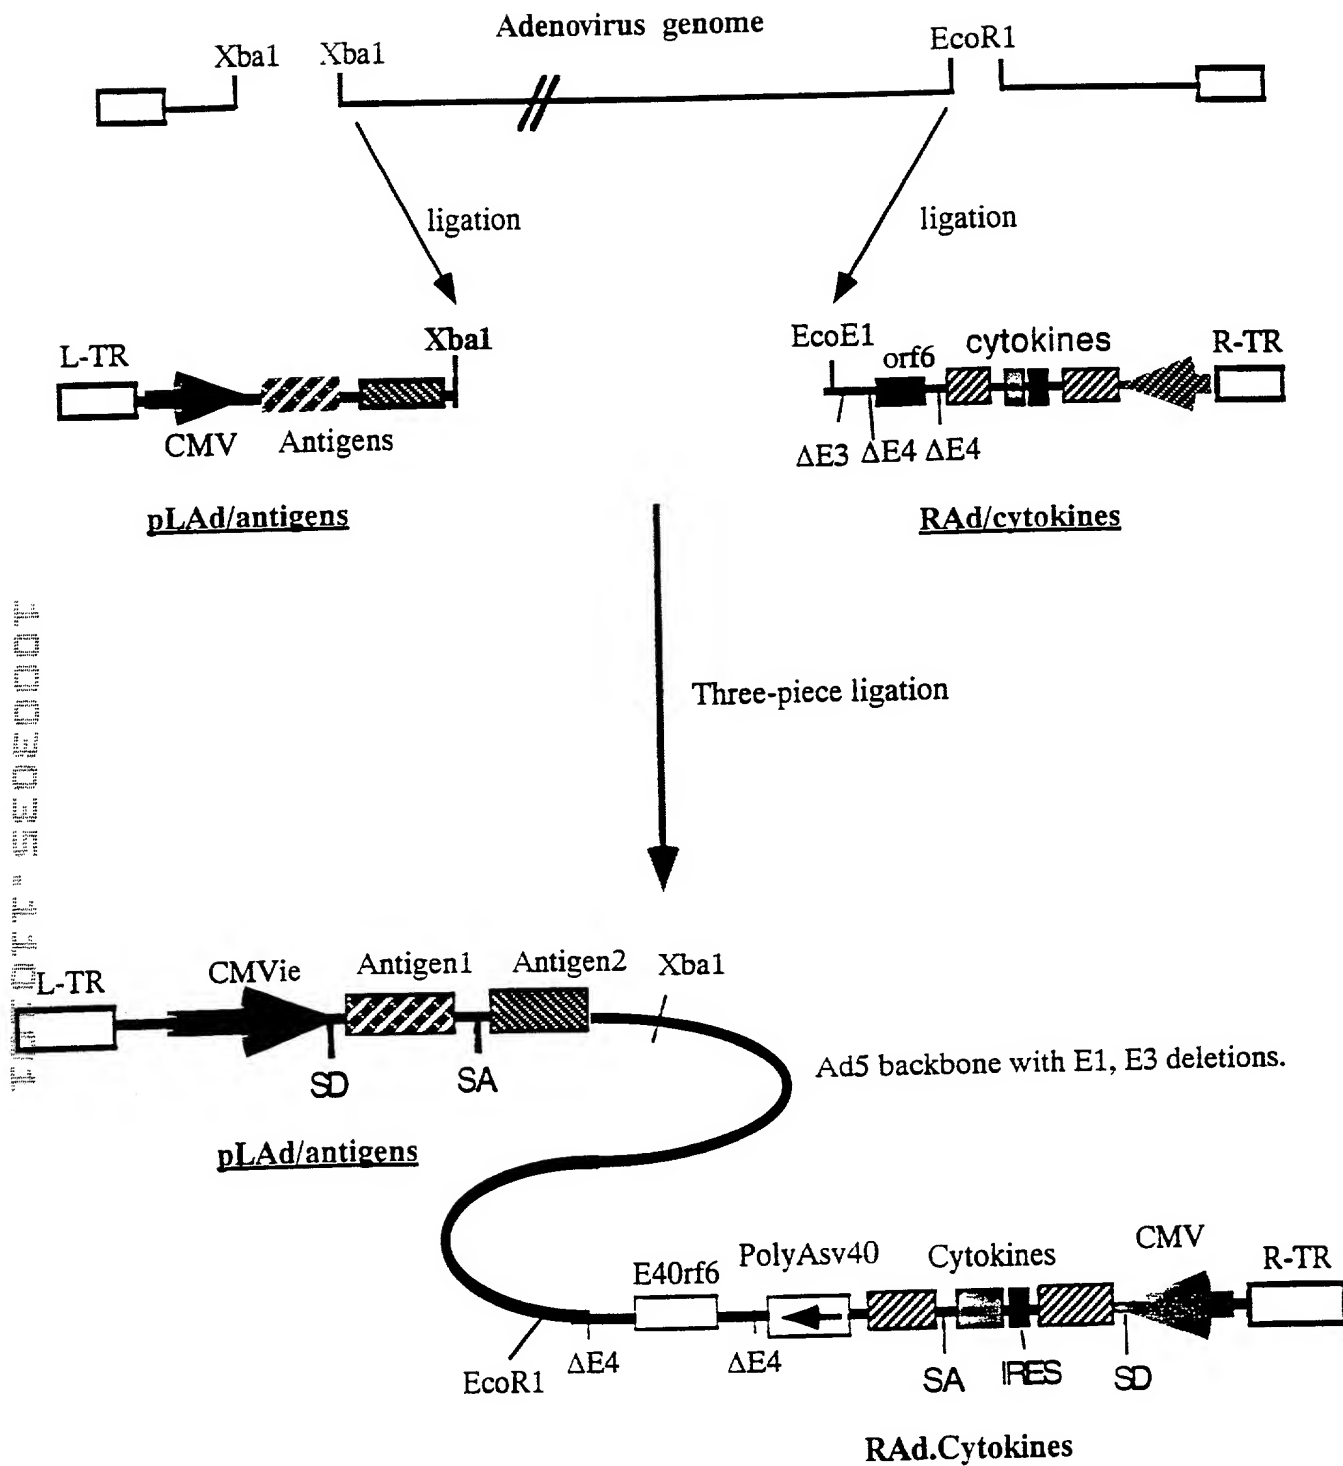 Adenovirus genome
Xba1 Xba1 EcoR1
ligation ligation
L-TR Xba1 EcoE1 orf6 cytokines R-TR
CMV Antigens ΔE3 ΔE4 ΔE4
pLAd/antigens RAd/cytokines
Three-piece ligation
L-TR CMVie Antigen1 Antigen2 Xba1
SD SA
Ad5 backbone with E1, E3 deletions.
pLAd/antigens
E40rf6 PolyAsv40 Cytokines CMV R-TR
EcoR1 ΔE4 ΔE4 SA IRES SD
RAd.Cytokines